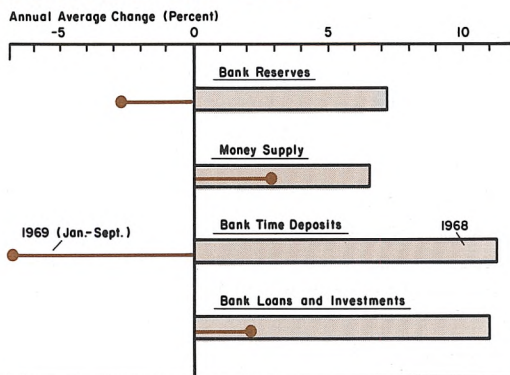 Annual Average Change (Percent)
-5 0 5 10
Bank Reserves
Money Supply
1969 (Jan.-Sept.)
Bank Time Deposits
1968
Bank Loans and Investments